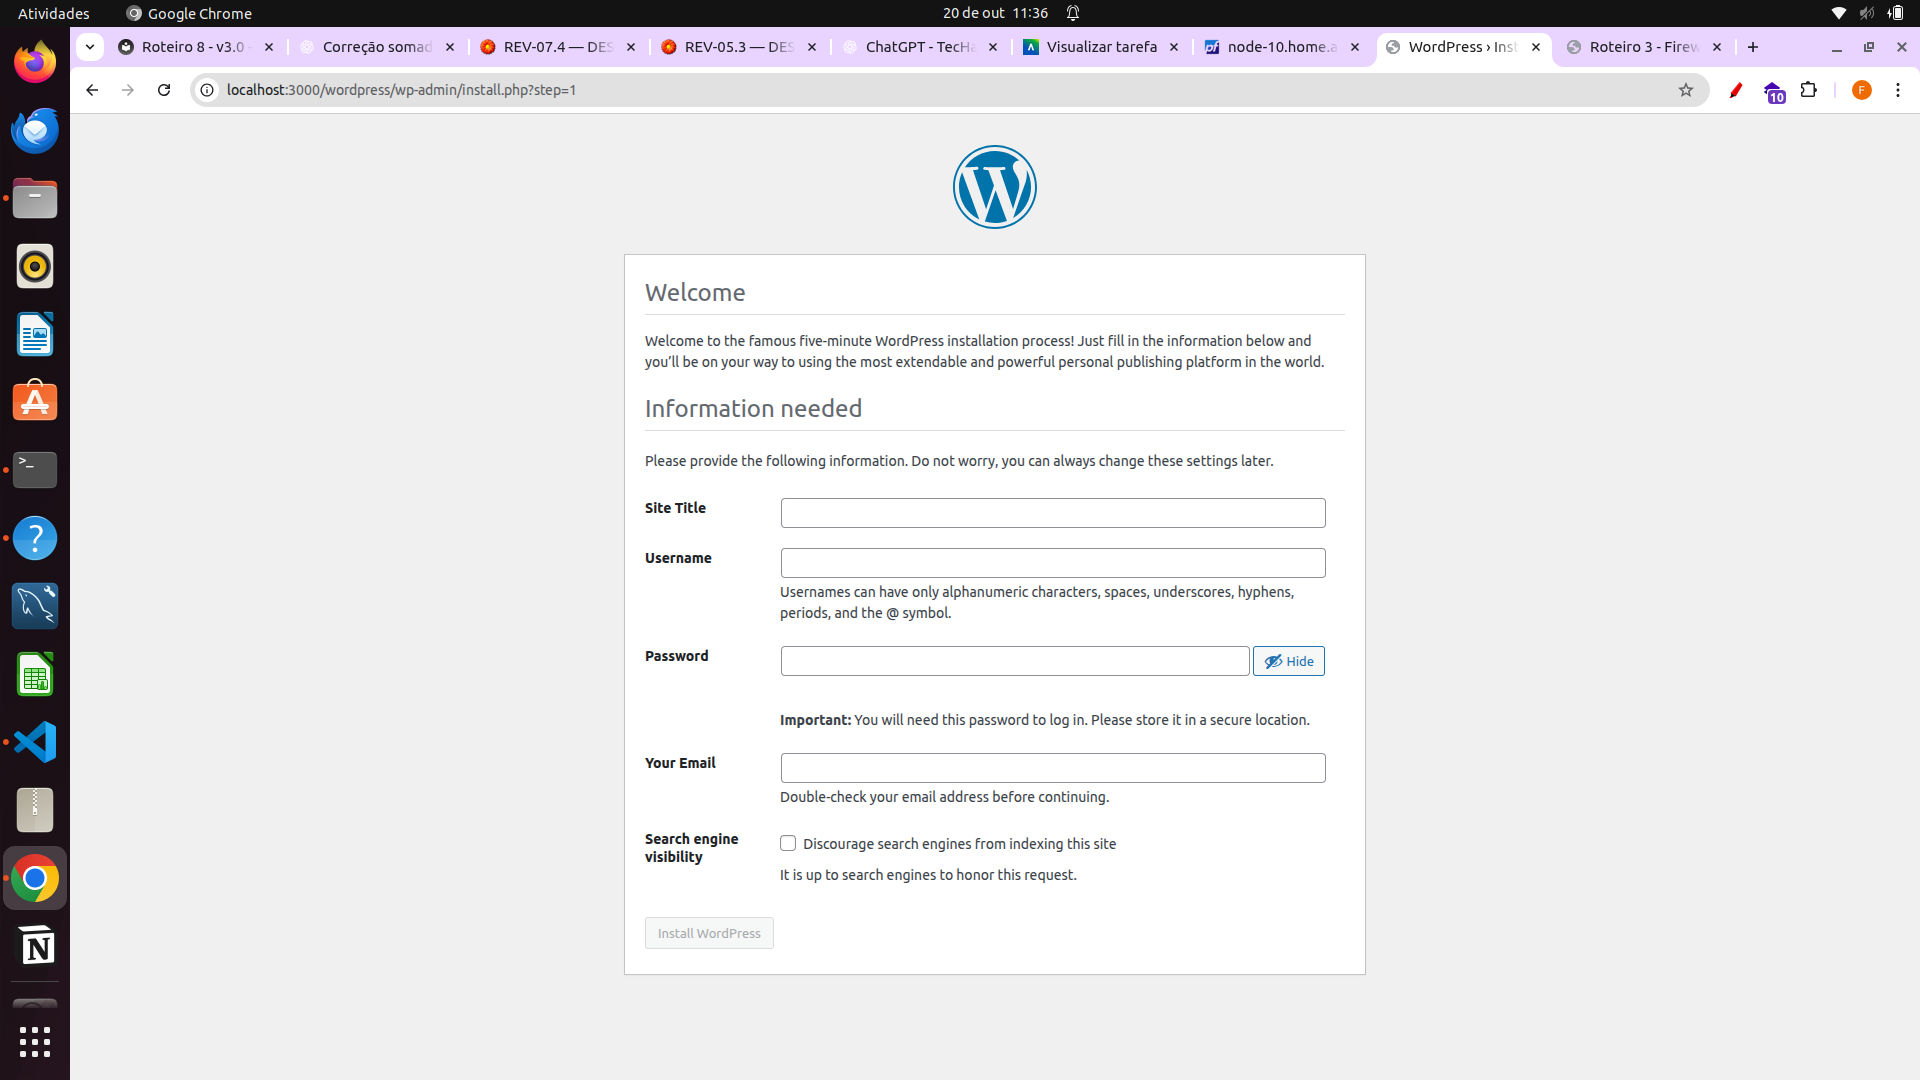 Atividades
Google Chrome
20 de out 11:36
Roteiro 8 - v3.0 -
Correção somad
REV-07.4 — DES
REV-05.3 — DES
ChatGPT - TecHa
Visualizar tarefa
node-10.home.a
WordPress › Inst
Roteiro 3 - Firew
localhost:3000/wordpress/wp-admin/install.php?step=1
10
F
Welcome
Welcome to the famous five-minute WordPress installation process! Just fill in the information below and
you’ll be on your way to using the most extendable and powerful personal publishing platform in the world.
Information needed
Please provide the following information. Do not worry, you can always change these settings later.
Site Title
Username
Usernames can have only alphanumeric characters, spaces, underscores, hyphens,
periods, and the @ symbol.
Password
Hide
Important: You will need this password to log in. Please store it in a secure location.
Your Email
Double-check your email address before continuing.
Search engine
visibility
Discourage search engines from indexing this site
It is up to search engines to honor this request.
Install WordPress